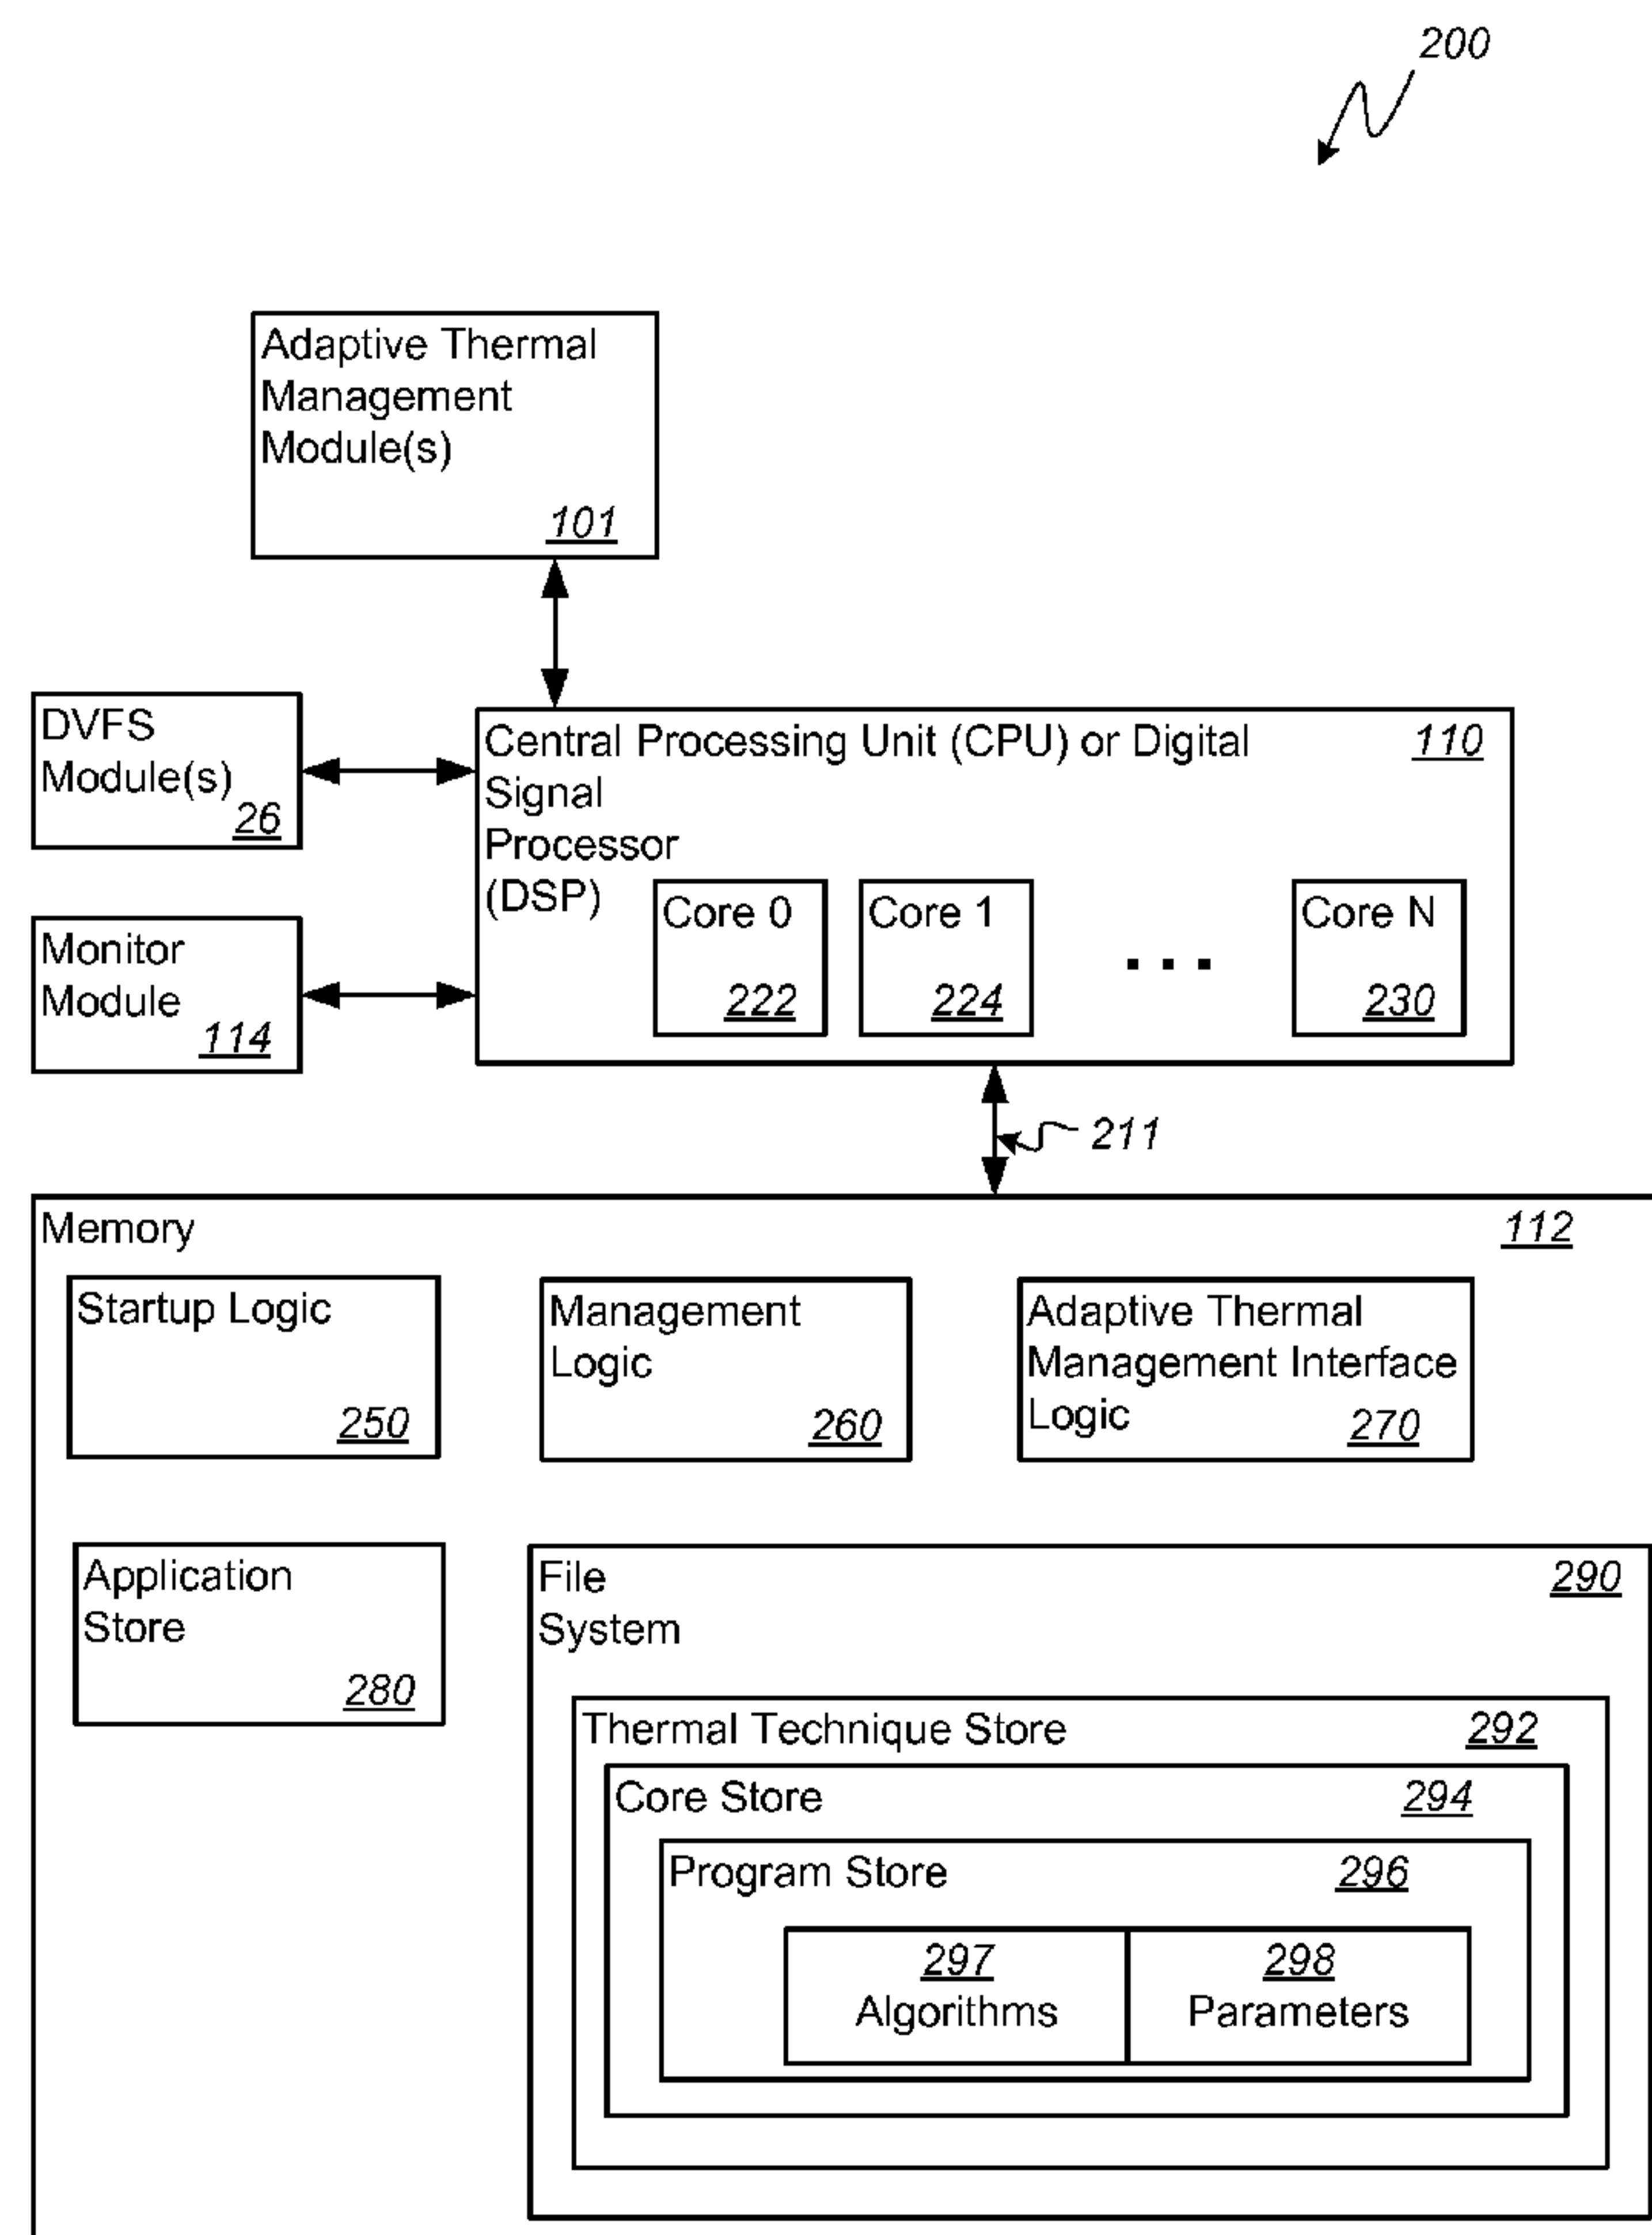 200
Adaptive Thermal
Management
Module(s)
101
DVFS
Module(s)
26
Central Processing Unit (CPU) or Digital
110
Signal
Processor
(DSP)
Core 0
222
Core 1
224
...
Core N
230
Monitor
Module
114
211
Memory
112
Startup Logic
250
Management
Logic
260
Adaptive Thermal
Management Interface
Logic
270
Application
Store
280
File
System
290
Thermal Technique Store
292
Core Store
294
Program Store
296
297
Algorithms
298
Parameters